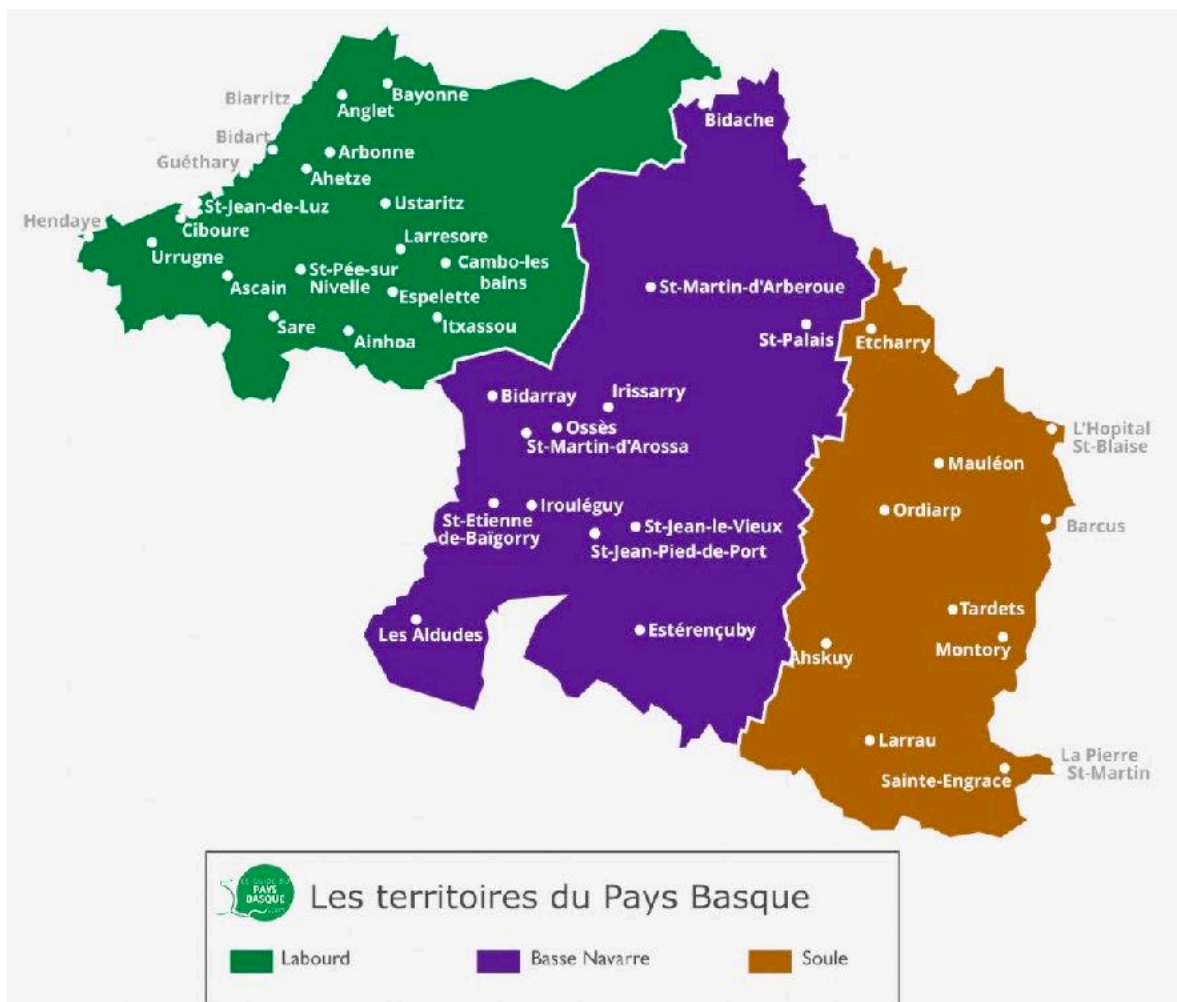 Biarritz
Anglet
Bayonne
Bidache
Bidart
Arbonne
Guéthary
Ahetze
Hendaye
St-Jean-de-Luz
Ustaritz
Ciboure
Urrugne
Larresore
Cambo-les
bains
St-Pée-sur
Nivelle
Ascain
Espelette
St-Martin-d'Arberoue
Sare
Ainhoa
Itxassou
St-Palais
Etcharry
Bidarray
Irissarry
Ossès
St-Martin-d'Arossa
L'Hopital
St-Blaise
Mauléon
St-Etienne
de-Baïgorry
Irouléguy
Ordiarp
St-Jean-le-Vieux
St-Jean-Pied-de-Port
Barcus
Les Aldudes
Estérençuby
Tardets
Montory
Ahskuy
Larrau
Sainte-Engrace
La Pierre
St-Martin
PAYS
BASQUE
Les territoires du Pays Basque
Labourd
Basse Navarre
Soule